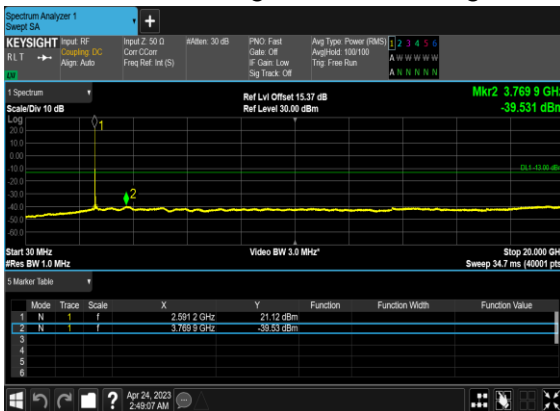 Spectrum Analyzer 1
Swept SA
KEYSIGHT Input: RF Input Z: 50 Ω #Atten: 30 dB PNO: Fast Avg Type: Power (RMS) 1 2 3 4 5 6
RLT Coupling: DC Corr CCorr Gate: Off Avg|Hold: 100/100 A W W W W W
Align: Auto Freq Ref: Int (S) IF Gain: Low Trig: Free Run
LV Sig Track: Off A N N N N N
1 Spectrum Ref Lvl Offset 15.37 dB Mkr2 3.769 9 GHz
Scale/Div 10 dB Ref Level 30.00 dBm -39.531 dBm
Log
20.0
10.0
0.00
-10.0
DL1 -13.00 dBm
-20.0
-30.0
-40.0
-50.0
-60.0
1
2
Start 30 MHz Video BW 3.0 MHz* Stop 20.000 GHz
#Res BW 1.0 MHz Sweep 34.7 ms (40001 pts)
5 Marker Table
Mode Trace Scale X Y Function Function Width Function Value
1 N 1 f 2.591 2 GHz 21.12 dBm
2 N 1 f 3.769 9 GHz -39.53 dBm
3
4
5
6
? Apr 24, 2023
2:49:07 AM